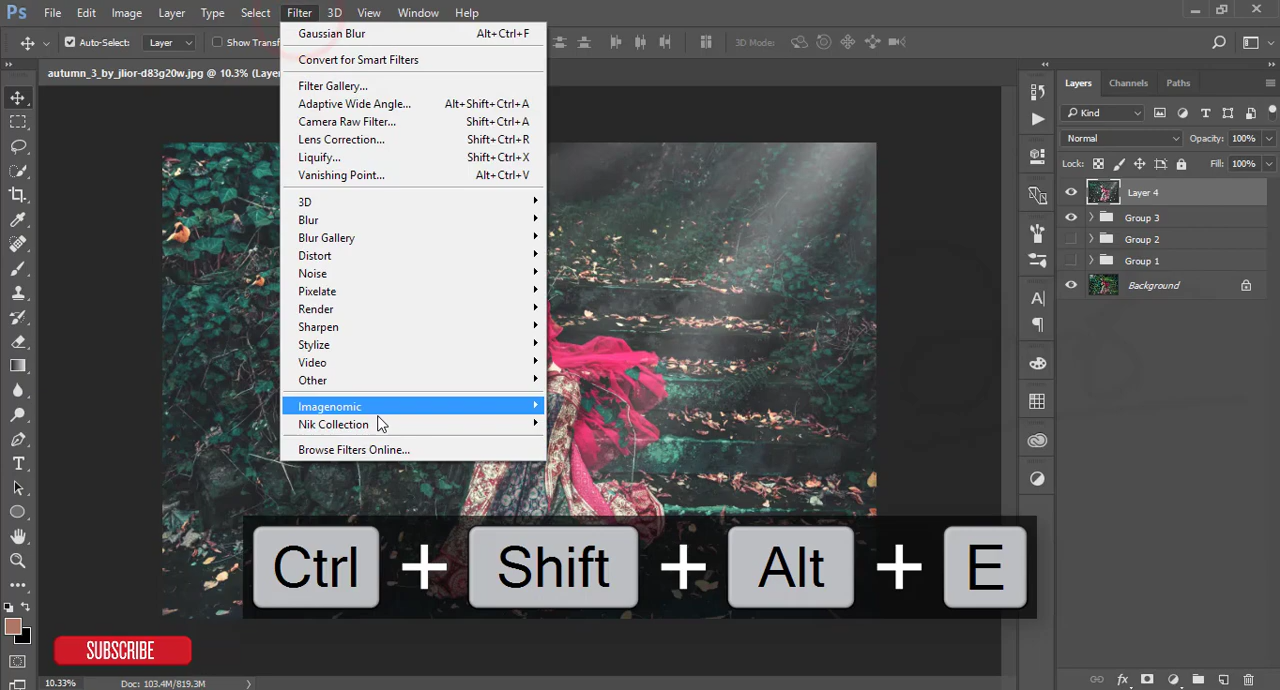 Ps File Edit Image Layer Type Select Filter 3D View Window Help
Auto-Select: Layer Show Transf 3D Mode:
autumn_3_by_jlior-d83g20w.jpg @ 10.3% (Laye
Gaussian Blur Alt+Ctrl+F
Convert for Smart Filters
Filter Gallery...
Adaptive Wide Angle... Alt+Shift+Ctrl+A
Camera Raw Filter... Shift+Ctrl+A
Lens Correction... Shift+Ctrl+R
Liquify... Shift+Ctrl+X
Vanishing Point... Alt+Ctrl+V
3D
Blur
Blur Gallery
Distort
Noise
Pixelate
Render
Sharpen
Stylize
Video
Other
Imagenomic
Nik Collection
Browse Filters Online...
Layers Channels Paths
Kind
Normal Opacity: 100%
Lock: Fill: 100%
Layer 4
Group 3
Group 2
Group 1
Background
Ctrl + Shift + Alt + E
SUBSCRIBE
10.33% Doc: 103.4M/819.3M